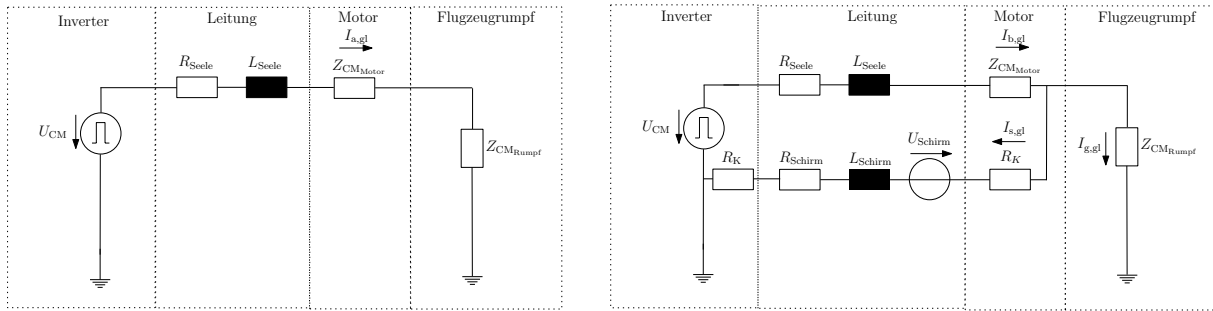 Inverter Leitung Motor Flugzeugrumpf
I_a,gl
R_Seele L_Seele Z_CM_Motor
U_CM
Z_CM_Rumpf
Inverter Leitung Motor Flugzeugrumpf
I_b,gl
R_Seele L_Seele Z_CM_Motor
U_CM
I_s,gl
U_Schirm
I_g,gl Z_CM_Rumpf
R_K R_Schirm L_Schirm R_K